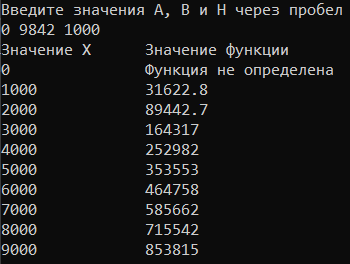 Введите значения А, В и Н через пробел
0 9842 1000
Значение X Значение функции
0 Функция не определена
1000 31622.8
2000 89442.7
3000 164317
4000 252982
5000 353553
6000 464758
7000 585662
8000 715542
9000 853815